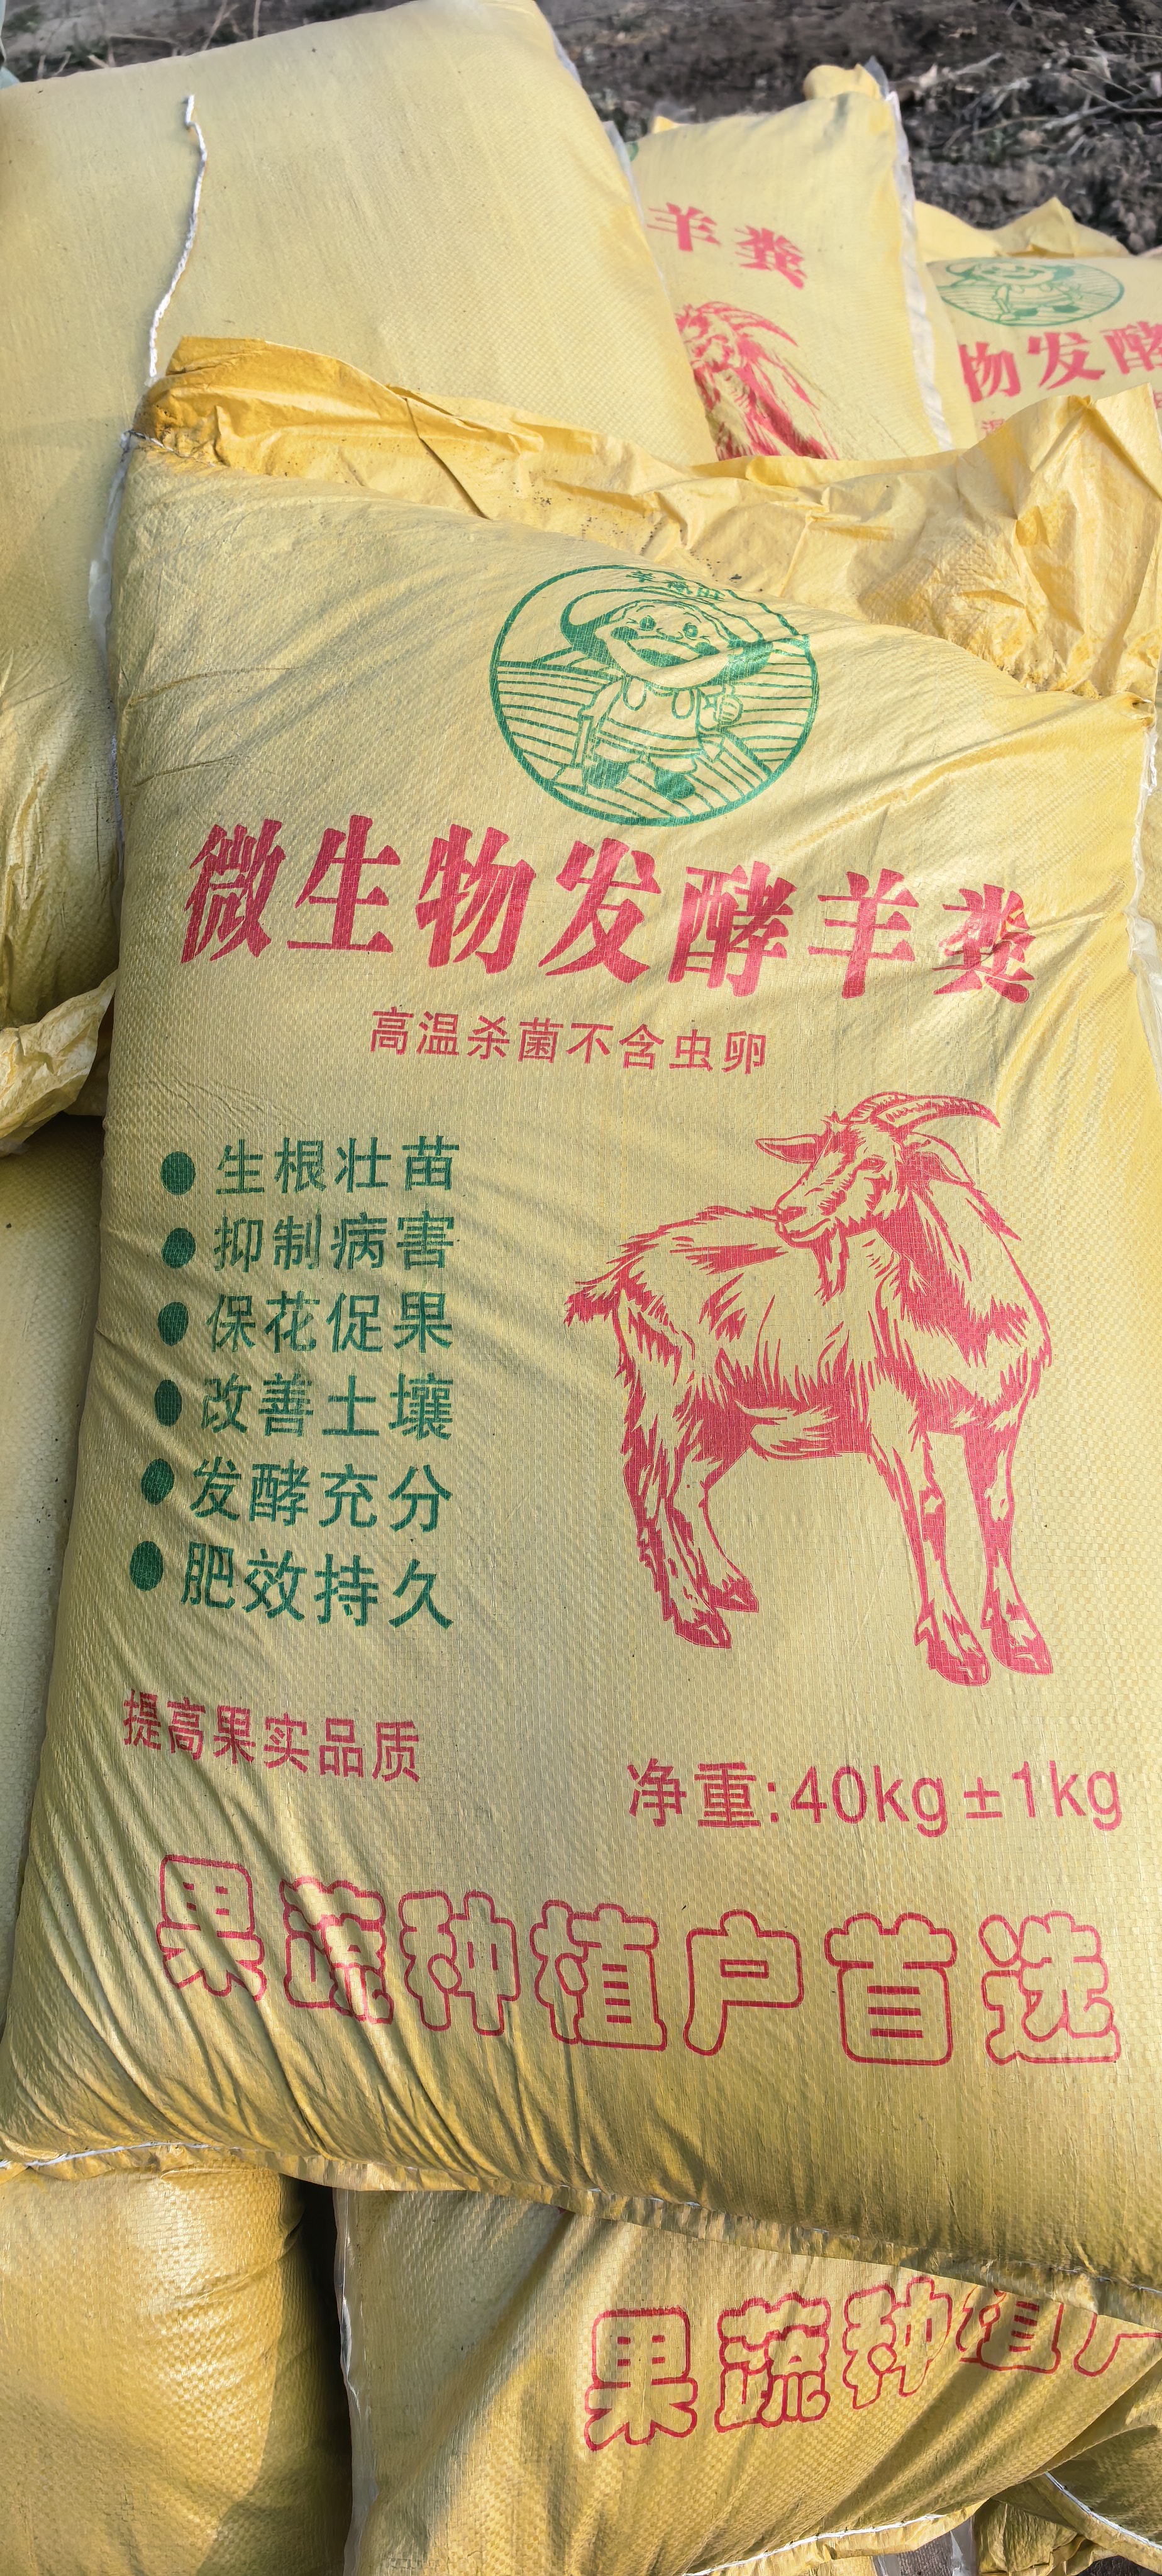 羊粪
物发酵
微生物发酵羊粪
高温杀菌不含虫卵
生根壮苗
抑制病害
保花促果
改善土壤
发酵充分
肥效持久
提高果实品质
净重:40kg±1kg
果蔬种植户首选
果蔬种植户